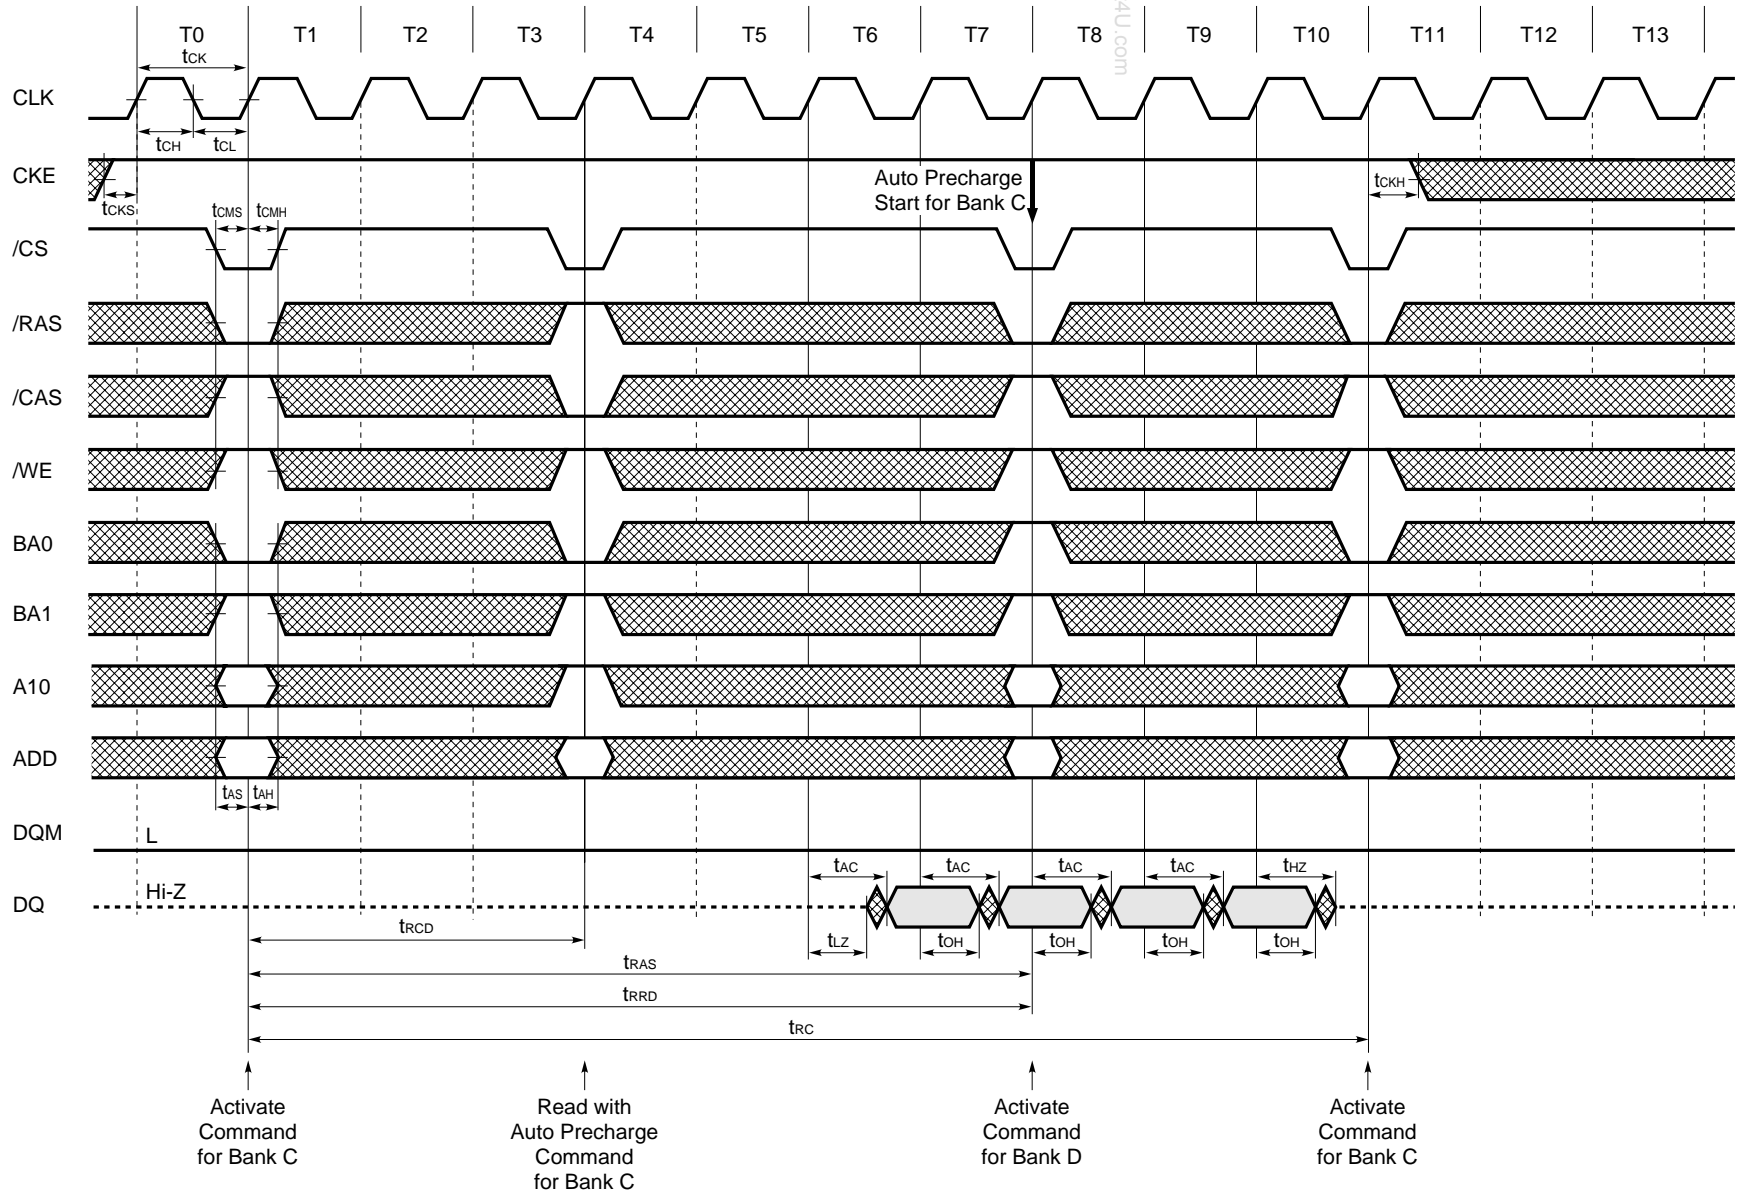 4U.com
T0 T1 T2 T3 T4 T5 T6 T7 T8 T9 T10 T11 T12 T13
tCK
CLK
tCH tCL
CKE
Auto Precharge
Start for Bank C
tCKH
tCKS
tCMS tCMH
/CS
/RAS
/CAS
/WE
BA0
BA1
A10
ADD
tAS tAH
DQM
L
tAC tAC tAC tAC tHZ
Hi-Z
DQ
tRCD
tLZ tOH tOH tOH tOH
tRAS
tRRD
tRC
Activate
Command
for Bank C
Read with
Auto Precharge
Command
for Bank C
Activate
Command
for Bank D
Activate
Command
for Bank C